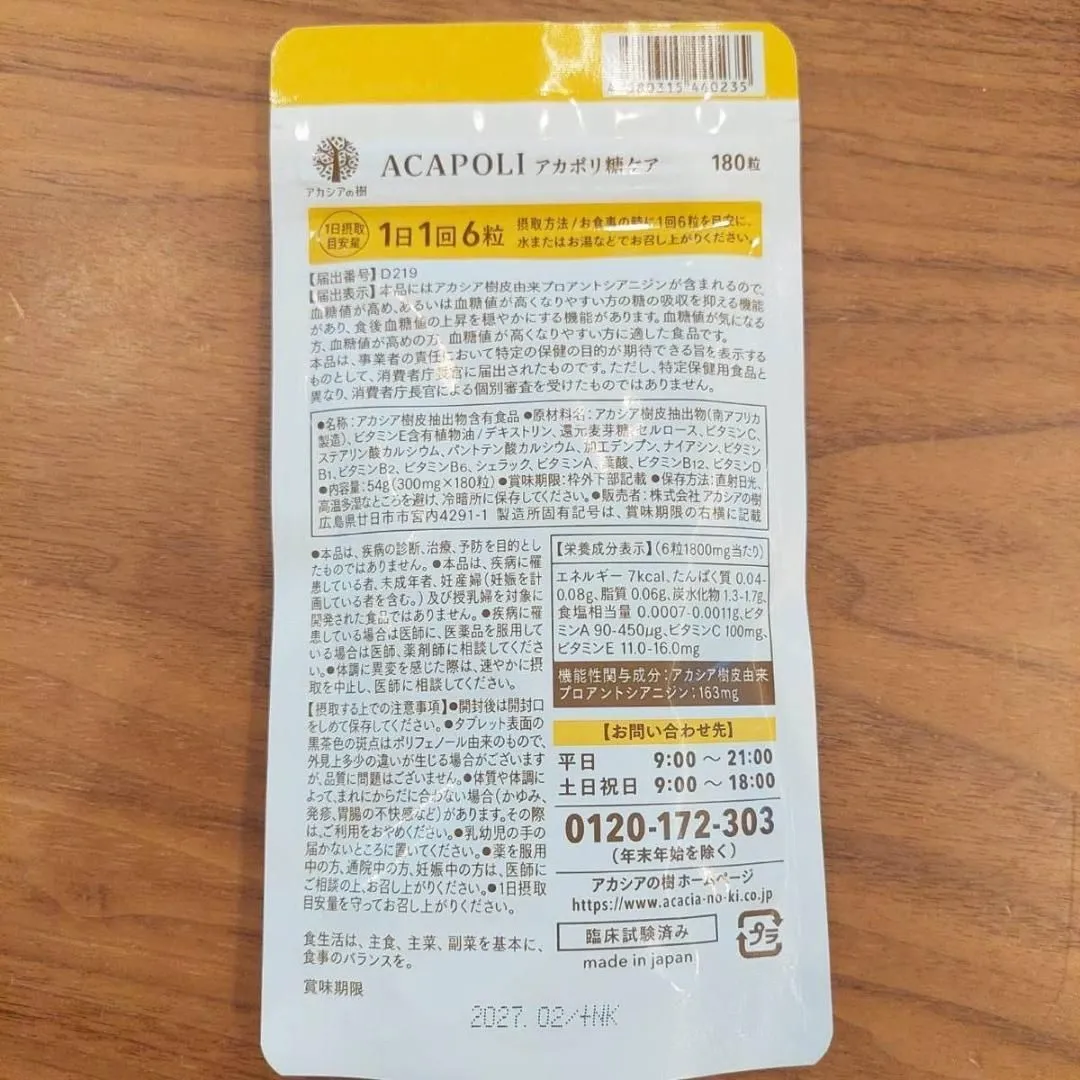 580315 460235
アカシアの樹
ACAPOLI アカポリ糖ケア 180粒
1日摂取
目安量
1日1回6粒
摂取方法/お食事の時に1回6粒を目安に、
水またはお湯などでお召し上がりください。
【届出番号】D219
【届出表示】本品にはアカシア樹皮由来プロアントシアニジンが含まれるので、
血糖値が高め、あるいは血糖値が高くなりやすい方の糖の吸収を抑える機能
があり、食後血糖値の上昇を穏やかにする機能があります。血糖値が気になる
方、血糖値が高めの方、血糖値が高くなりやすい方に適した食品です。
本品は、事業者の責任において特定の保健の目的が期待できる旨を表示する
ものとして、消費者庁長官に届出されたものです。ただし、特定保健用食品と
異なり、消費者庁長官による個別審査を受けたものではありません。
●名称:アカシア樹皮抽出物含有食品 ●原材料名:アカシア樹皮抽出物(南アフリカ
製造)、ビタミンE含有植物油/デキストリン、還元麦芽糖、セルロース、ビタミンC、
ステアリン酸カルシウム、パントテン酸カルシウム、加工デンプン、ナイアシン、ビタミン
B1、ビタミンB2、ビタミンB6、シェラック、ビタミンA、葉酸、ビタミンB12、ビタミンD
●内容量:54g(300mg×180粒) ●賞味期限:枠外下部記載 ●保存方法:直射日光、
高温多湿なところを避け、冷暗所に保存してください。●販売者:株式会社 アカシアの樹
広島県廿日市市宮内4291-1 製造所固有記号は、賞味期限の右横に記載
●本品は、疾病の診断、治療、予防を目的とし
たものではありません。●本品は、疾病に罹
患している者、未成年者、妊産婦(妊娠を計
画している者を含む。)及び授乳婦を対象に
開発された食品ではありません。●疾病に罹
患している場合は医師に、医薬品を服用して
いる場合は医師、薬剤師に相談してくださ
い。●体調に異変を感じた際は、速やかに摂
取を中止し、医師に相談してください。
【摂取する上での注意事項】●開封後は開封口
をしめて保存してください。●タブレット表面の
黒茶色の斑点はポリフェノール由来のもので、
外見上多少の違いが生じる場合がございます
が、品質に問題はございません。●体質や体調に
よって、まれにからだに合わない場合(かゆみ、
発疹、胃腸の不快感など)があります。その際
は、ご利用をおやめください。●乳幼児の手の
届かないところに置いてください。●薬を服用
中の方、通院中の方、妊娠中の方は、医師に
ご相談の上、お召し上がりください。●1日摂取
目安量を守ってお召し上がりください。
食生活は、主食、主菜、副菜を基本に、
食事のバランスを。
賞味期限
2027.02/+NK
【栄養成分表示】(6粒1800mg当たり)
エネルギー 7kcal、たんぱく質 0.04-
0.08g、脂質 0.06g、炭水化物 1.3-1.7g、
食塩相当量 0.0007-0.0011g、ビタ
ミンA 90-450μg、ビタミンC 100mg、
ビタミンE 11.0-16.0mg
機能性関与成分:アカシア樹皮由来
プロアントシアニジン:163mg
【お問い合わせ先】
平日 9:00 ～ 21:00
土日祝日 9:00 ～ 18:00
0120-172-303
(年末年始を除く)
アカシアの樹 ホームページ
https://www.acacia-no-ki.co.jp
臨床試験済み
プラ
made in japan